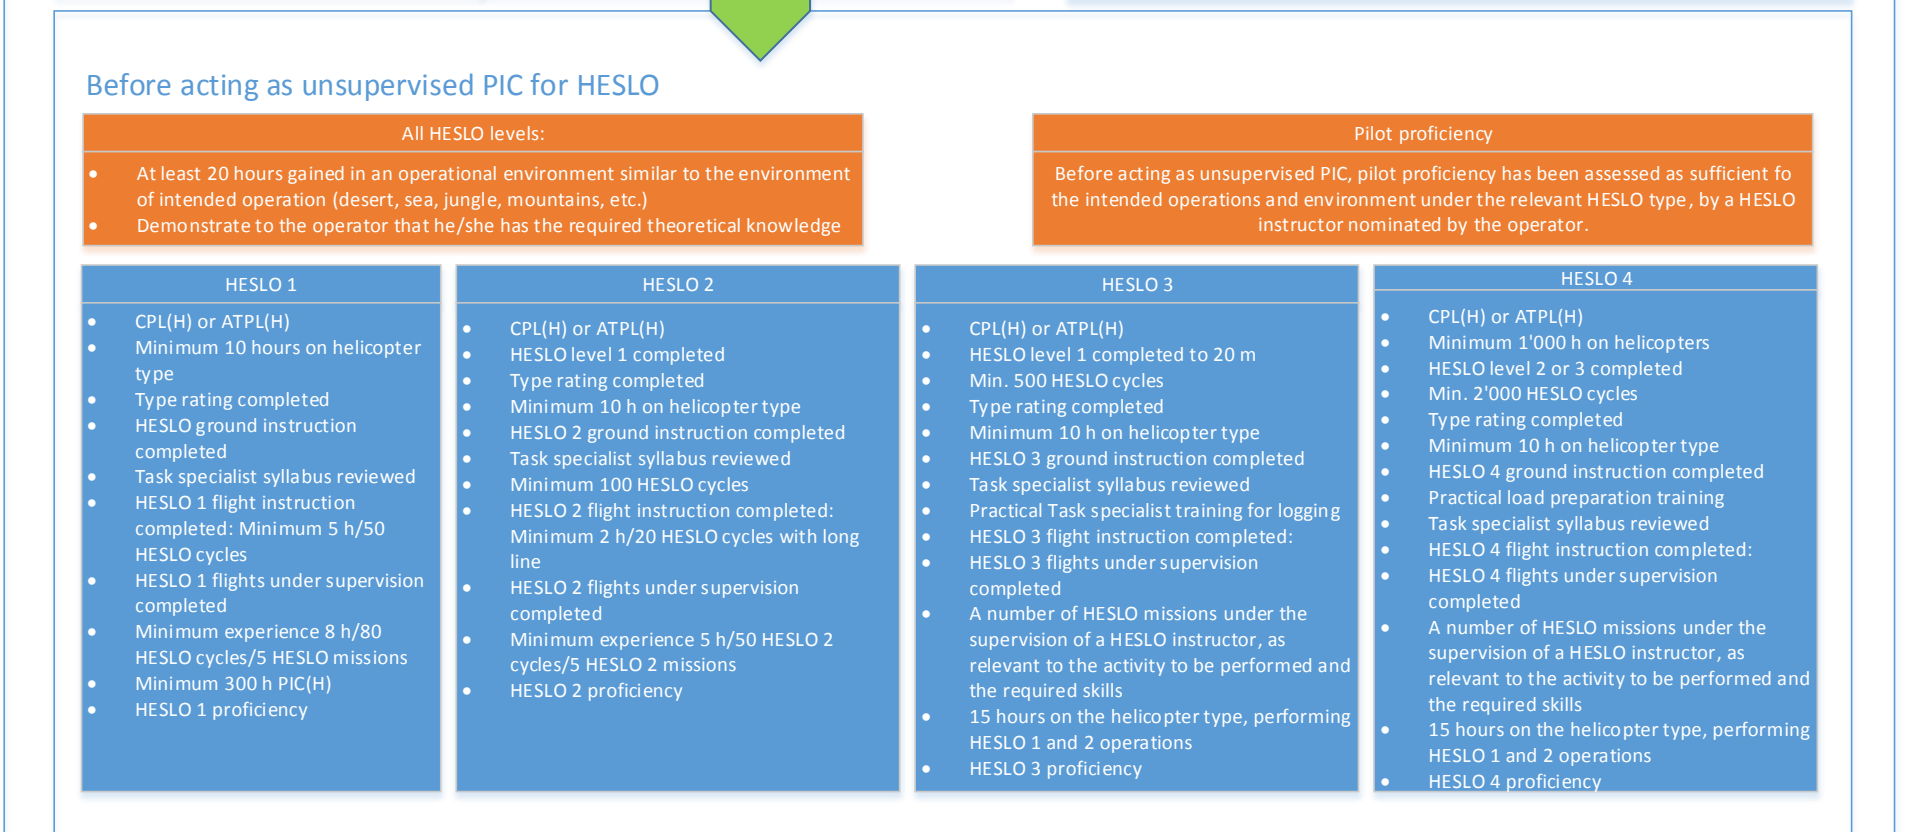 Before acting as unsupervised PIC for HESLO
All HESLO levels:
• At least 20 hours gained in an operational environment similar to the environment
of intended operation (desert, sea, jungle, mountains, etc.)
• Demonstrate to the operator that he/she has the required theoretical knowledge
Pilot proficiency
Before acting as unsupervised PIC, pilot proficiency has been assessed as sufficient fo
the intended operations and environment under the relevant HESLO type, by a HESLO
instructor nominated by the operator.
HESLO 1
• CPL(H) or ATPL(H)
• Minimum 10 hours on helicopter
type
• Type rating completed
• HESLO ground instruction
completed
• Task specialist syllabus reviewed
• HESLO 1 flight instruction
completed: Minimum 5 h/50
HESLO cycles
• HESLO 1 flights under supervision
completed
• Minimum experience 8 h/80
HESLO cycles/5 HESLO missions
• Minimum 300 h PIC(H)
• HESLO 1 proficiency
HESLO 2
• CPL(H) or ATPL(H)
• HESLO level 1 completed
• Type rating completed
• Minimum 10 h on helicopter type
• HESLO 2 ground instruction completed
• Task specialist syllabus reviewed
• Minimum 100 HESLO cycles
• HESLO 2 flight instruction completed:
Minimum 2 h/20 HESLO cycles with long
line
• HESLO 2 flights under supervision
completed
• Minimum experience 5 h/50 HESLO 2
cycles/5 HESLO 2 missions
• HESLO 2 proficiency
HESLO 3
• CPL(H) or ATPL(H)
• HESLO level 1 completed to 20 m
• Min. 500 HESLO cycles
• Type rating completed
• Minimum 10 h on helicopter type
• HESLO 3 ground instruction completed
• Task specialist syllabus reviewed
• Practical Task specialist training for logging
• HESLO 3 flight instruction completed:
• HESLO 3 flights under supervision
completed
• A number of HESLO missions under the
supervision of a HESLO instructor, as
relevant to the activity to be performed and
the required skills
• 15 hours on the helicopter type, performing
HESLO 1 and 2 operations
• HESLO 3 proficiency
HESLO 4
• CPL(H) or ATPL(H)
• Minimum 1'000 h on helicopters
• HESLO level 2 or 3 completed
• Min. 2'000 HESLO cycles
• Type rating completed
• Minimum 10 h on helicopter type
• HESLO 4 ground instruction completed
• Practical load preparation training
• Task specialist syllabus reviewed
• HESLO 4 flight instruction completed:
• HESLO 4 flights under supervision
completed
• A number of HESLO missions under the
supervision of a HESLO instructor, as
relevant to the activity to be performed and
the required skills
• 15 hours on the helicopter type, performing
HESLO 1 and 2 operations
• HESLO 4 proficiency